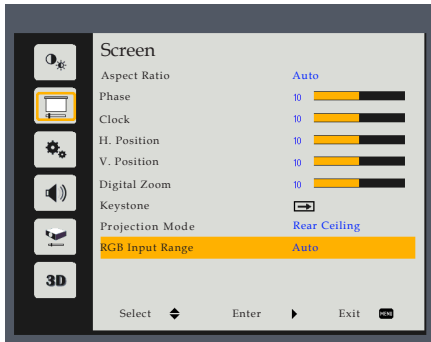 Screen
Aspect Ratio Auto
Phase 10
Clock 10
H. Position 10
V. Position 10
Digital Zoom 10
Keystone
Projection Mode Rear Ceiling
RGB Input Range Auto
3D
Select Enter Exit MENU